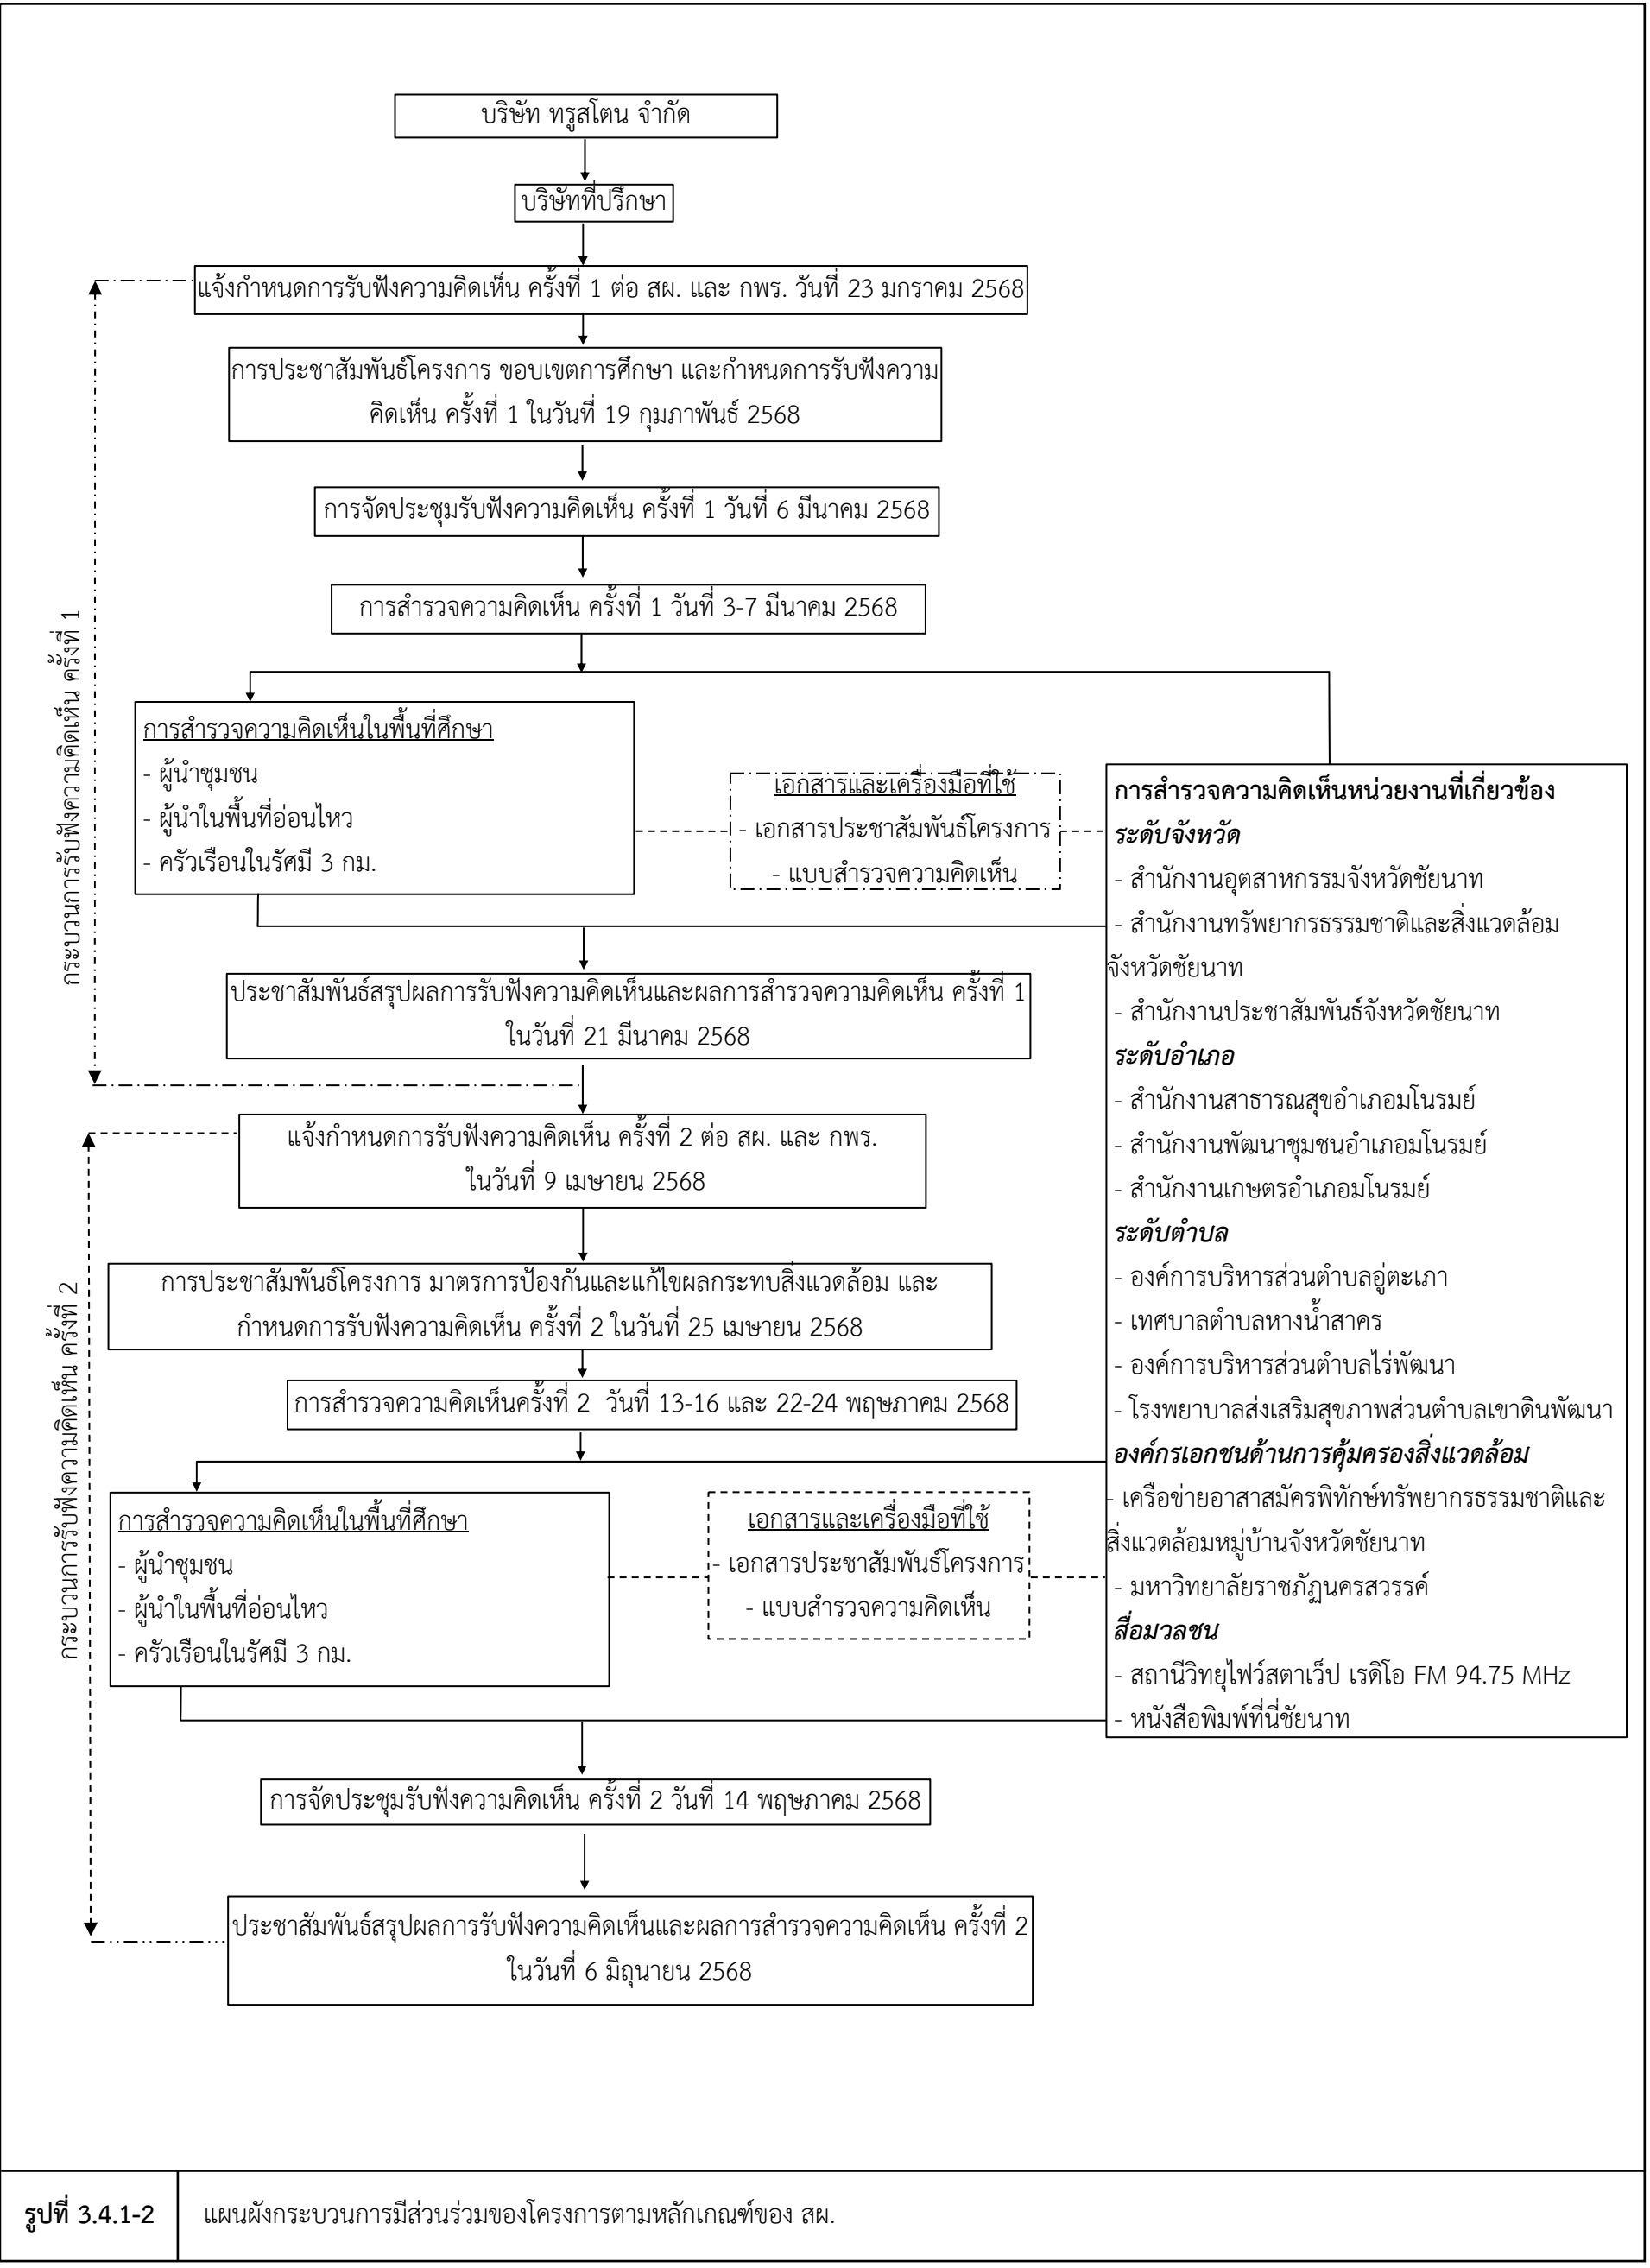 บริษัท ทรูสโตน จำกัด
บริษัทที่ปรึกษา
แจ้งกำหนดการรับฟังความคิดเห็น ครั้งที่ 1 ต่อ สผ. และ กพร. วันที่ 23 มกราคม 2568
การประชาสัมพันธ์โครงการ ขอบเขตการศึกษา และกำหนดการรับฟังความ
คิดเห็น ครั้งที่ 1 ในวันที่ 19 กุมภาพันธ์ 2568
การจัดประชุมรับฟังความคิดเห็น ครั้งที่ 1 วันที่ 6 มีนาคม 2568
การสำรวจความคิดเห็น ครั้งที่ 1 วันที่ 3-7 มีนาคม 2568
กระบวนการรับฟังความคิดเห็น ครั้งที่ 1
การสำรวจความคิดเห็นในพื้นที่ศึกษา
- ผู้นำชุมชน
- ผู้นำในพื้นที่อ่อนไหว
- ครัวเรือนในรัศมี 3 กม.
เอกสารและเครื่องมือที่ใช้
- เอกสารประชาสัมพันธ์โครงการ
- แบบสำรวจความคิดเห็น
การสำรวจความคิดเห็นหน่วยงานที่เกี่ยวข้อง
ระดับจังหวัด
- สำนักงานอุตสาหกรรมจังหวัดชัยนาท
- สำนักงานทรัพยากรธรรมชาติและสิ่งแวดล้อม
จังหวัดชัยนาท
- สำนักงานประชาสัมพันธ์จังหวัดชัยนาท
ระดับอำเภอ
- สำนักงานสาธารณสุขอำเภอมโนรมย์
- สำนักงานพัฒนาชุมชนอำเภอมโนรมย์
- สำนักงานเกษตรอำเภอมโนรมย์
ระดับตำบล
- องค์การบริหารส่วนตำบลอู่ตะเภา
- เทศบาลตำบลหางน้ำสาคร
- องค์การบริหารส่วนตำบลไร่พัฒนา
- โรงพยาบาลส่งเสริมสุขภาพส่วนตำบลเขาดินพัฒนา
องค์กรเอกชนด้านการคุ้มครองสิ่งแวดล้อม
- เครือข่ายอาสาสมัครพิทักษ์ทรัพยากรธรรมชาติและ
สิ่งแวดล้อมหมู่บ้านจังหวัดชัยนาท
- มหาวิทยาลัยราชภัฏนครสวรรค์
สื่อมวลชน
- สถานีวิทยุไฟว์สตาเว็ป เรดิโอ FM 94.75 MHz
- หนังสือพิมพ์ที่นี่ชัยนาท
ประชาสัมพันธ์สรุปผลการรับฟังความคิดเห็นและผลการสำรวจความคิดเห็น ครั้งที่ 1
ในวันที่ 21 มีนาคม 2568
แจ้งกำหนดการรับฟังความคิดเห็น ครั้งที่ 2 ต่อ สผ. และ กพร.
ในวันที่ 9 เมษายน 2568
การประชาสัมพันธ์โครงการ มาตรการป้องกันและแก้ไขผลกระทบสิ่งแวดล้อม และ
กำหนดการรับฟังความคิดเห็น ครั้งที่ 2 ในวันที่ 25 เมษายน 2568
การสำรวจความคิดเห็นครั้งที่ 2 วันที่ 13-16 และ 22-24 พฤษภาคม 2568
กระบวนการรับฟังความคิดเห็น ครั้งที่ 2
การสำรวจความคิดเห็นในพื้นที่ศึกษา
- ผู้นำชุมชน
- ผู้นำในพื้นที่อ่อนไหว
- ครัวเรือนในรัศมี 3 กม.
เอกสารและเครื่องมือที่ใช้
- เอกสารประชาสัมพันธ์โครงการ
- แบบสำรวจความคิดเห็น
การจัดประชุมรับฟังความคิดเห็น ครั้งที่ 2 วันที่ 14 พฤษภาคม 2568
ประชาสัมพันธ์สรุปผลการรับฟังความคิดเห็นและผลการสำรวจความคิดเห็น ครั้งที่ 2
ในวันที่ 6 มิถุนายน 2568
รูปที่ 3.4.1-2
แผนผังกระบวนการมีส่วนร่วมของโครงการตามหลักเกณฑ์ของ สผ.